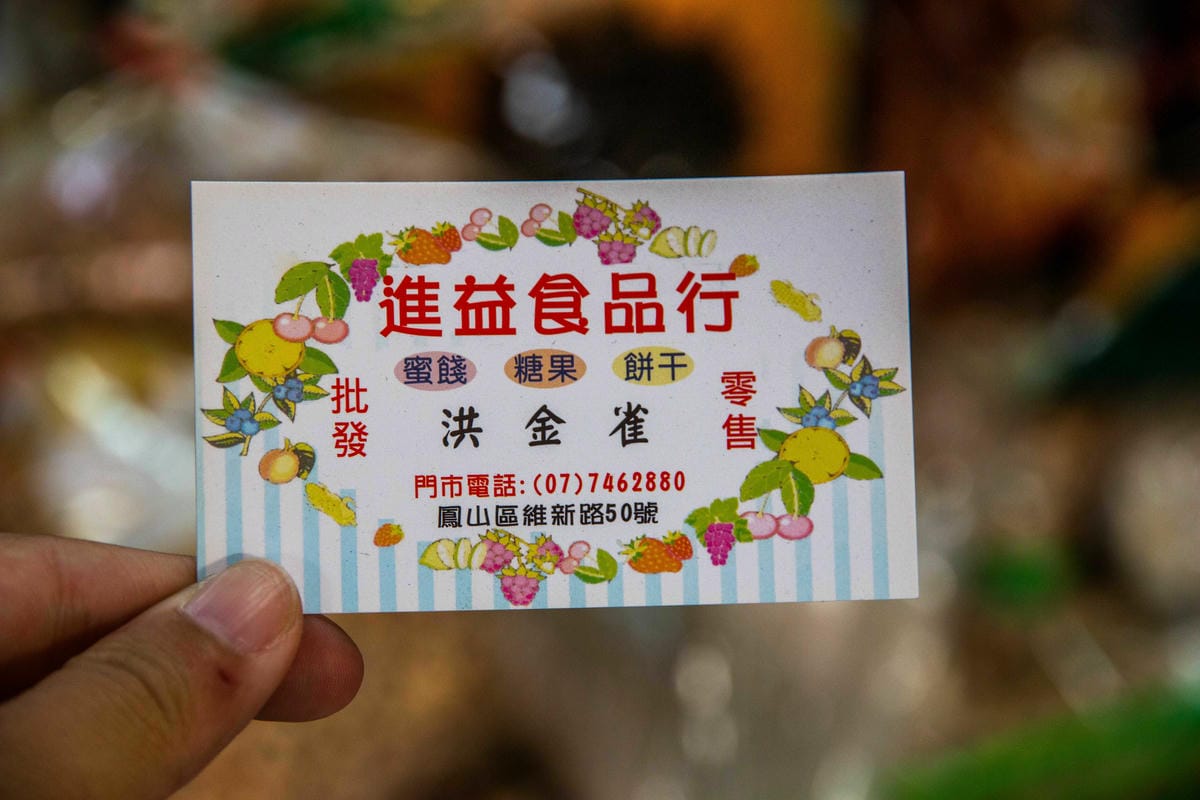 進益食品行
蜜餞 糖果 餅干
批發
零售
洪金雀
門市電話:(07)7462880
鳳山區維新路50號